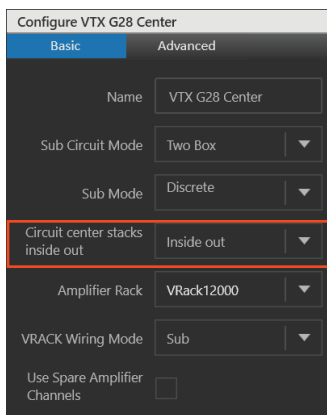 Configure VTX G28 Center
Basic Advanced
Name VTX G28 Center
Sub Circuit Mode Two Box
Sub Mode Discrete
Circuit center stacks
inside out Inside out
Amplifier Rack VRack12000
VRACK Wiring Mode Sub
Use Spare Amplifier
Channels